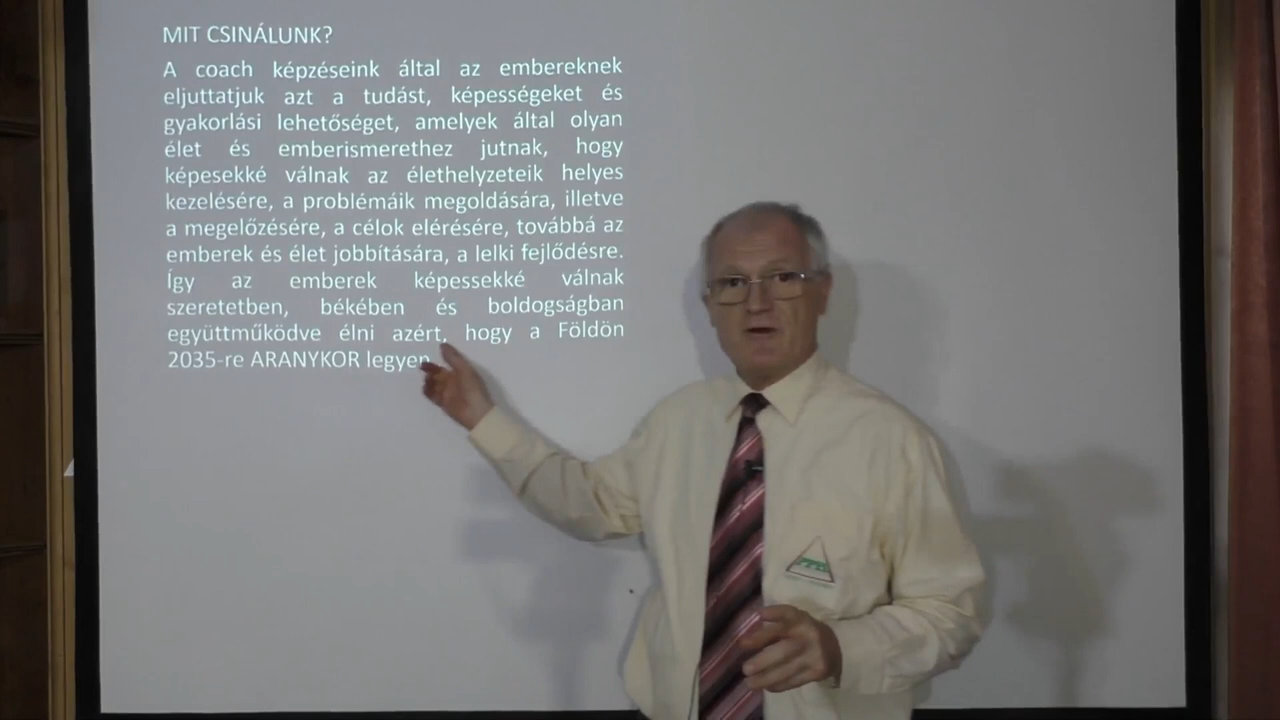 MIT CSINÁLUNK?
A coach képzéseink által az embereknek
eljuttatjuk azt a tudást, képességeket és
gyakorlási lehetőséget, amelyek által olyan
élet és emberismerethez jutnak, hogy
képesekké válnak az élethelyzeteik helyes
kezelésére, a problémáik megoldására, illetve
a megelőzésére, a célok elérésére, továbbá az
emberek és élet jobbítására, a lelki fejlődésre.
Így az emberek képessekké válnak
szeretetben, békében és boldogságban
együttműködve élni azért, hogy a Földön
2035-re ARANYKOR legyen